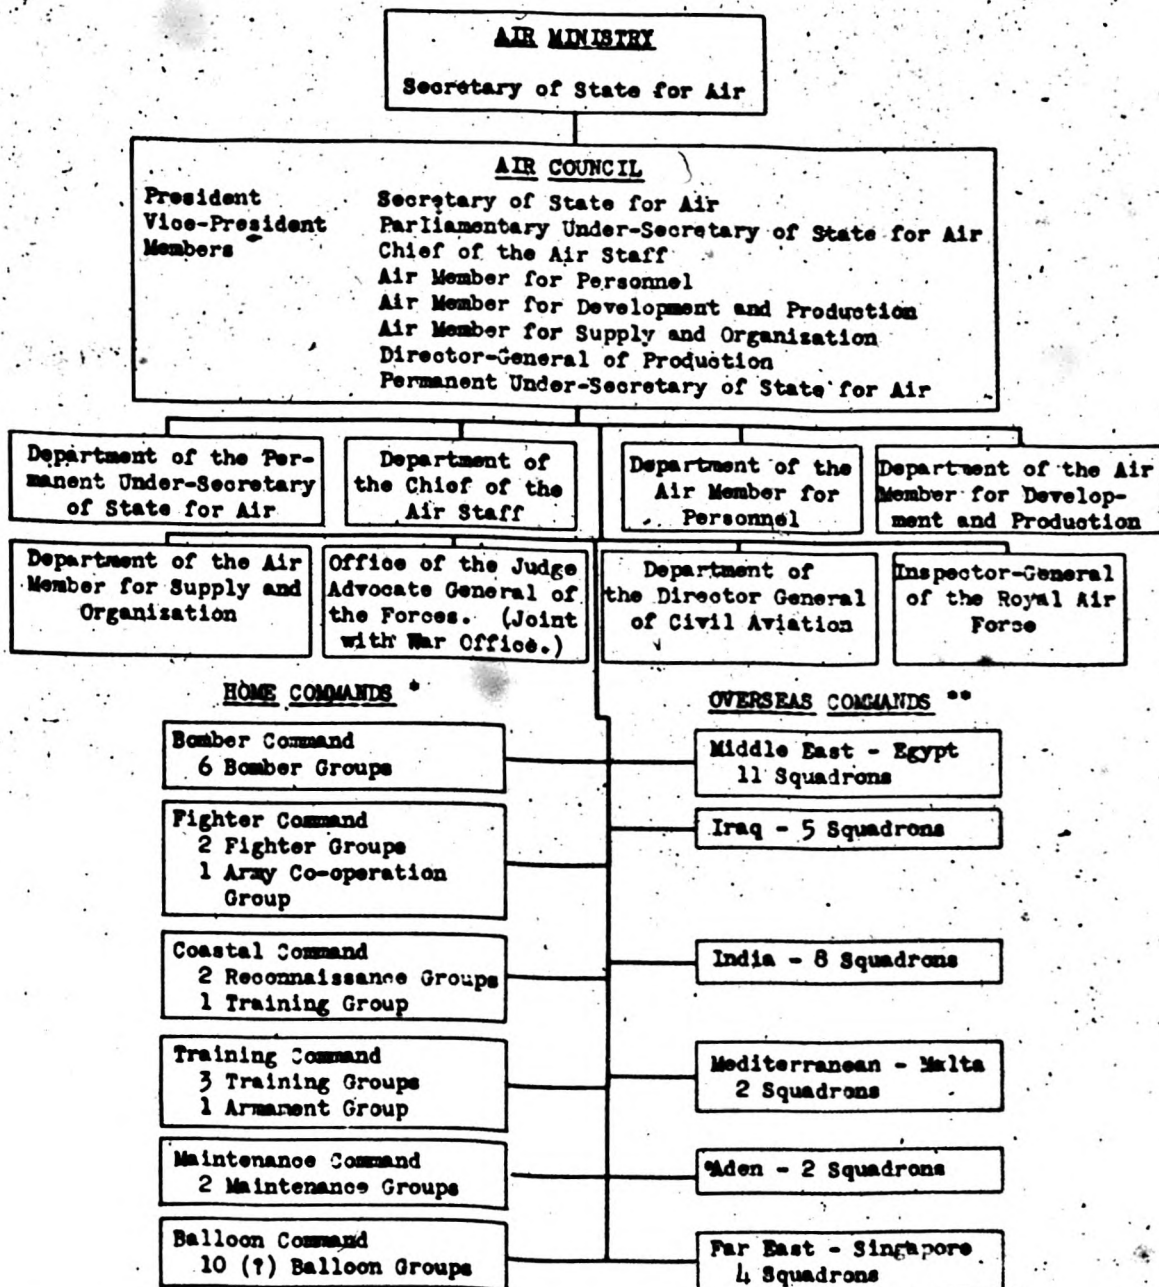 AIR MINISTRY
Secretary of State for Air
AIR COUNCIL
President Secretary of State for Air
Vice-President Parliamentary Under-Secretary of State for Air
Members Chief of the Air Staff
Air Member for Personnel
Air Member for Development and Production
Air Member for Supply and Organization
Director-General of Production
Permanent Under-Secretary of State for Air
Department of the Per-
manent Under-Secretary
of State for Air
Department of
the Chief of the
Air Staff
Department of the
Air Member for
Personnel
Department of the Air
Member for Develop-
ment and Production
Department of the Air
Member for Supply and
Organization
Office of the Judge
Advocate General of
the Forces. (Joint
with War Office.)
Department of
the Director General
of Civil Aviation
Inspector-General
of the Royal Air
Force
HOME COMMANDS *
Bomber Command
6 Bomber Groups
Fighter Command
2 Fighter Groups
1 Army Co-operation
Group
Coastal Command
2 Reconnaissance Groups
1 Training Group
Training Command
3 Training Groups
1 Armament Group
Maintenance Command
2 Maintenance Groups
Balloon Command
10 (?) Balloon Groups
OVERSEAS COMMANDS **
Middle East - Egypt
11 Squadrons
Iraq - 5 Squadrons
India - 8 Squadrons
Mediterranean - Malta
2 Squadrons
Aden - 2 Squadrons
Far East - Singapore
4 Squadrons